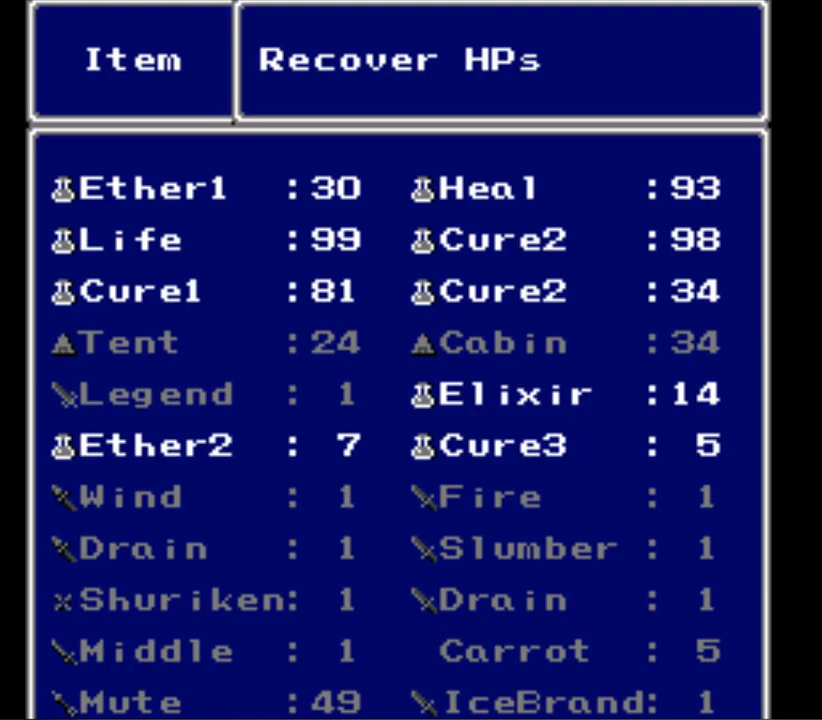 Item Recover HPs
Ether1 :30 Heal :93
Life :99 Cure2 :98
Cure1 :81 Cure2 :34
Tent :24 Cabin :34
Legend : 1 Elixir :14
Ether2 : 7 Cure3 : 5
Wind : 1 Fire : 1
Drain : 1 Slumber : 1
Shuriken: 1 Drain : 1
Middle : 1 Carrot : 5
Mute :49 IceBrand: 1